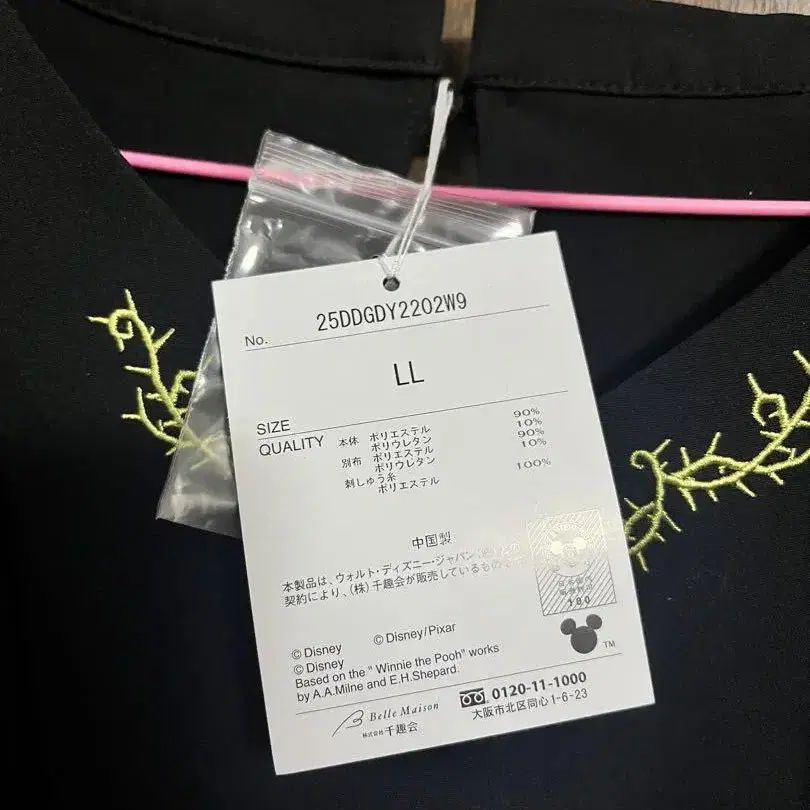 No. 25DDGDY2202W9
LL
SIZE
QUALITY 本体 ポリエステル 90%
ポリウレタン 10%
別布 ポリエステル 90%
ポリウレタン 10%
刺しゅう糸
ポリエステル 100%
中国製
本製品は、ウォルト・ディズニー・ジャパン
契約により、(株)千趣会が販売しているもの
180
© Disney © Disney/Pixar
© Disney
Based on the " Winnie the Pooh" works
by A.A.Milne and E.H.Shepard.
TM
Belle Maison
株式会社 千趣会
0120-11-1000
大阪市北区同心1-6-23